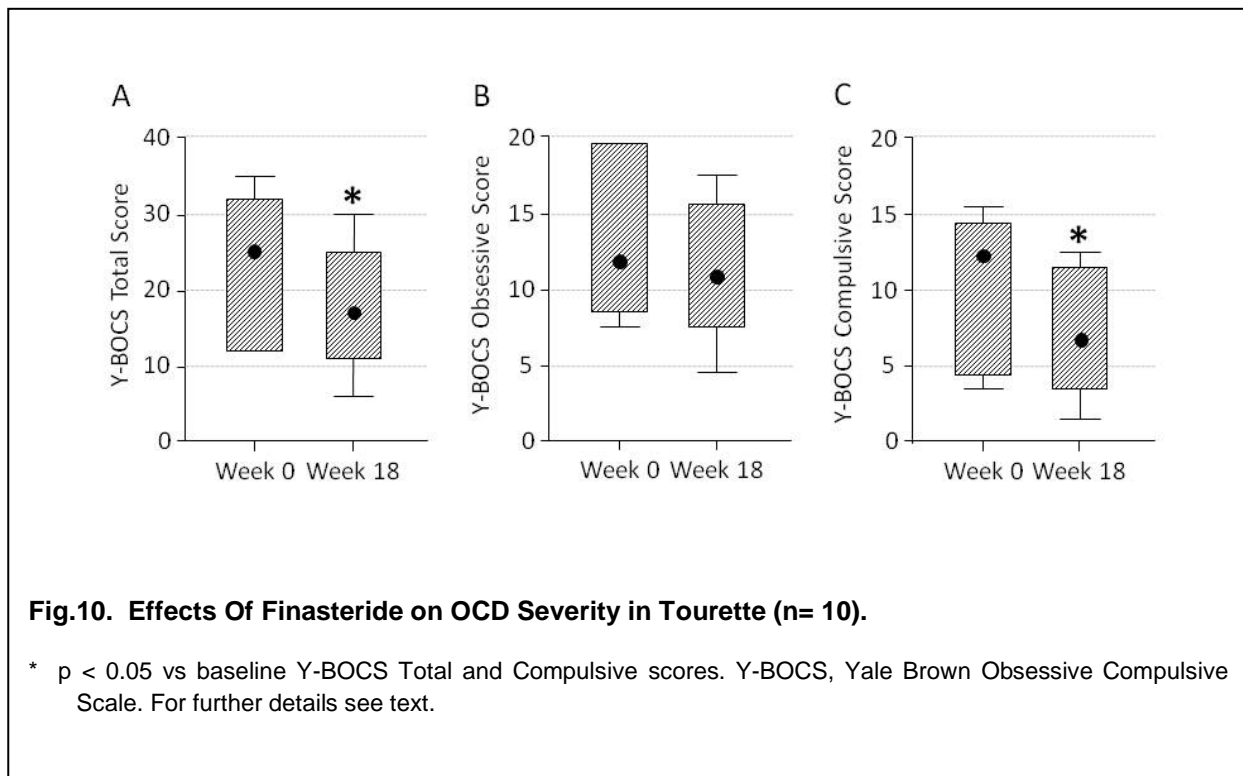 A
Y-BOCS Total Score
40
30
20
10
0
*
Week 0 Week 18
B
Y-BOCS Obsessive Score
20
15
10
5
0
Week 0 Week 18
C
Y-BOCS Compulsive Score
20
15
10
5
0
*
Week 0 Week 18
Fig.10. Effects Of Finasteride on OCD Severity in Tourette (n= 10).
* p < 0.05 vs baseline Y-BOCS Total and Compulsive scores. Y-BOCS, Yale Brown Obsessive Compulsive
Scale. For further details see text.